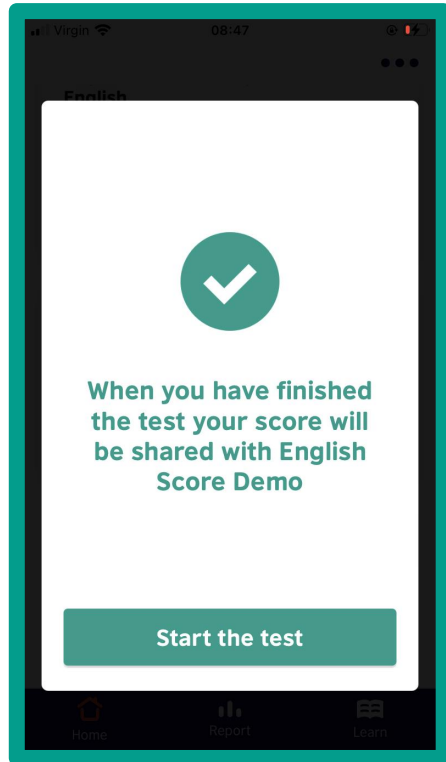 Virgin 08:47
English
When you have finished
the test your score will
be shared with English
Score Demo
Start the test
Home Report Learn